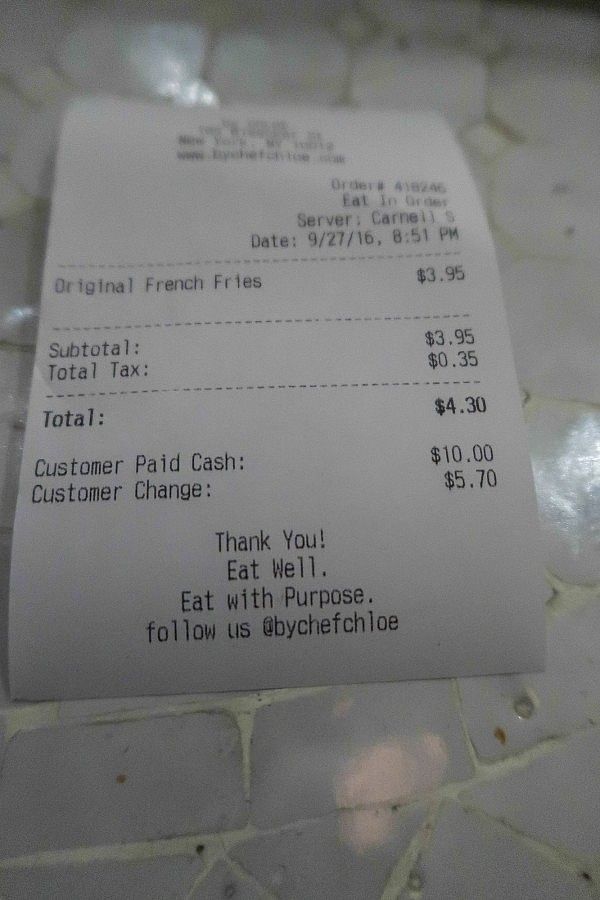 New York, NY 10012
www.bychefchloe.com
Order# 418246
Eat In Order
Server: Carnell S
Date: 9/27/16, 8:51 PM
Original French Fries $3.95
Subtotal: $3.95
Total Tax: $0.35
Total: $4.30
Customer Paid Cash: $10.00
Customer Change: $5.70
Thank You!
Eat Well.
Eat with Purpose.
follow us @bychefchloe